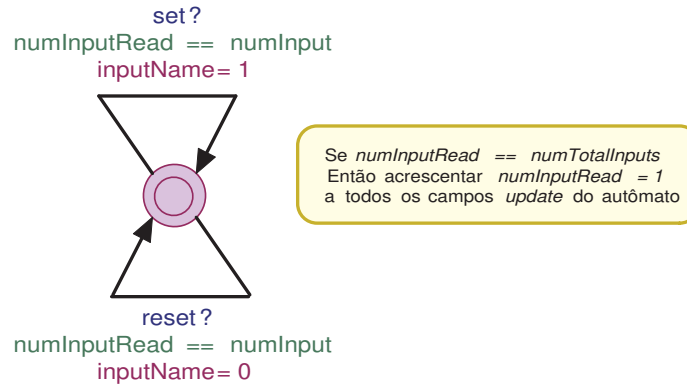 set?
numInputRead == numInput
inputName= 1
Se numInputRead == numTotalInputs
Então acrescentar numInputRead = 1
a todos os campos update do autômato
reset?
numInputRead == numInput
inputName= 0